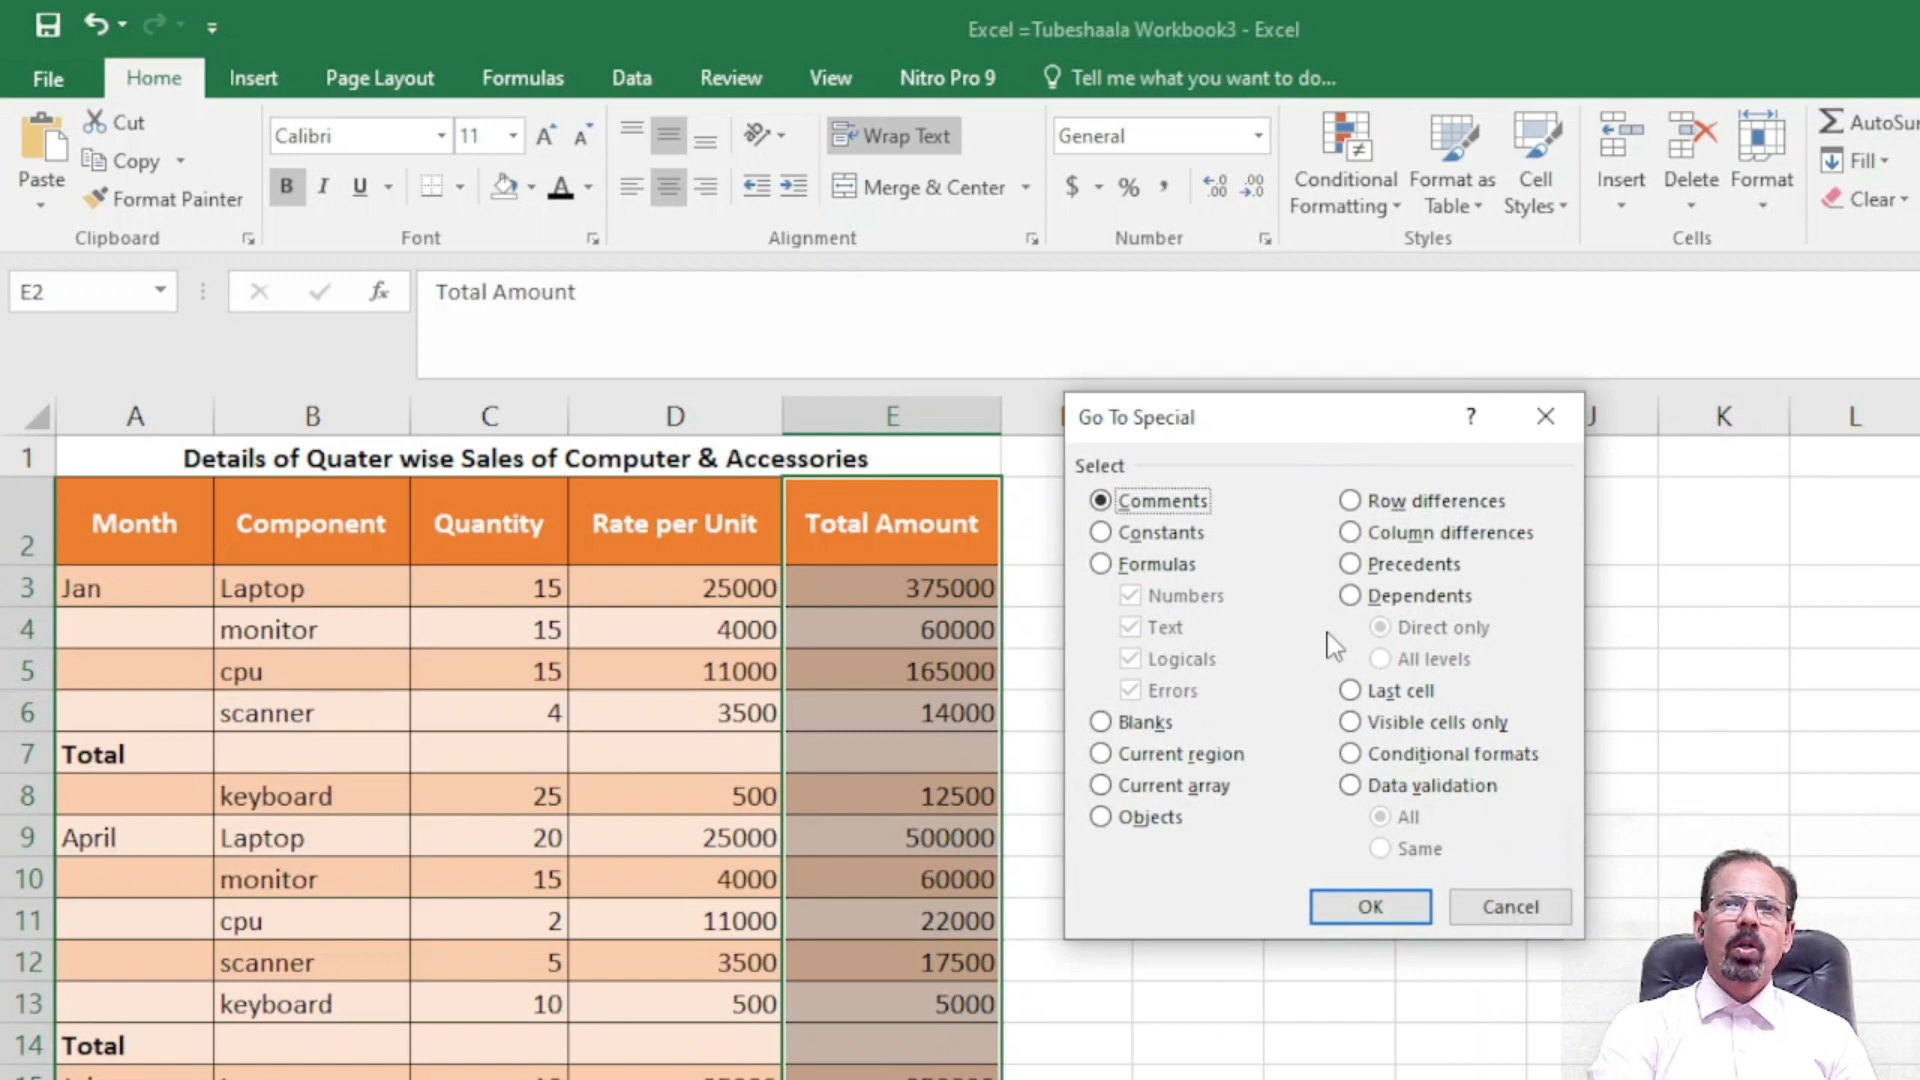 Excel =Tubeshaala Workbook3 - Excel
File Home Insert Page Layout Formulas Data Review View Nitro Pro 9 Tell me what you want to do...
Cut
Copy
Format Painter
Paste
Clipboard
Calibri 11 A A
B I U A
Font
Wrap Text
Merge & Center
Alignment
General
$ % , .00 .00
Number
Conditional Formatting
Format as Table
Cell Styles
Styles
Insert Delete Format
Cells
Fill
Clear
E2 fx Total Amount
A B C D E J K L
1 Details of Quater wise Sales of Computer & Accessories
2 Month Component Quantity Rate per Unit Total Amount
3 Jan Laptop 15 25000 375000
4 monitor 15 4000 60000
5 cpu 15 11000 165000
6 scanner 4 3500 14000
7 Total
8 keyboard 25 500 12500
9 April Laptop 20 25000 500000
10 monitor 15 4000 60000
11 cpu 2 11000 22000
12 scanner 5 3500 17500
13 keyboard 10 500 5000
14 Total
Go To Special ?
Select
Comments Row differences
Constants Column differences
Formulas Precedents
Numbers Dependents
Text Direct only
Logicals All levels
Errors Last cell
Blanks Visible cells only
Current region Conditional formats
Current array Data validation
Objects All
Same
OK Cancel